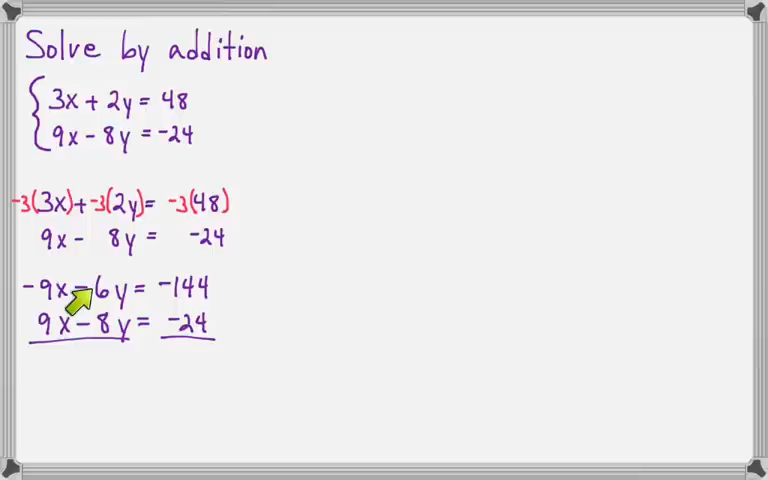 Solve by addition
3x + 2y = 48
9x - 8y = -24
-3(3x) + -3(2y) = -3(48)
9x - 8y = -24
-9x - 6y = -144
9x - 8y = -24